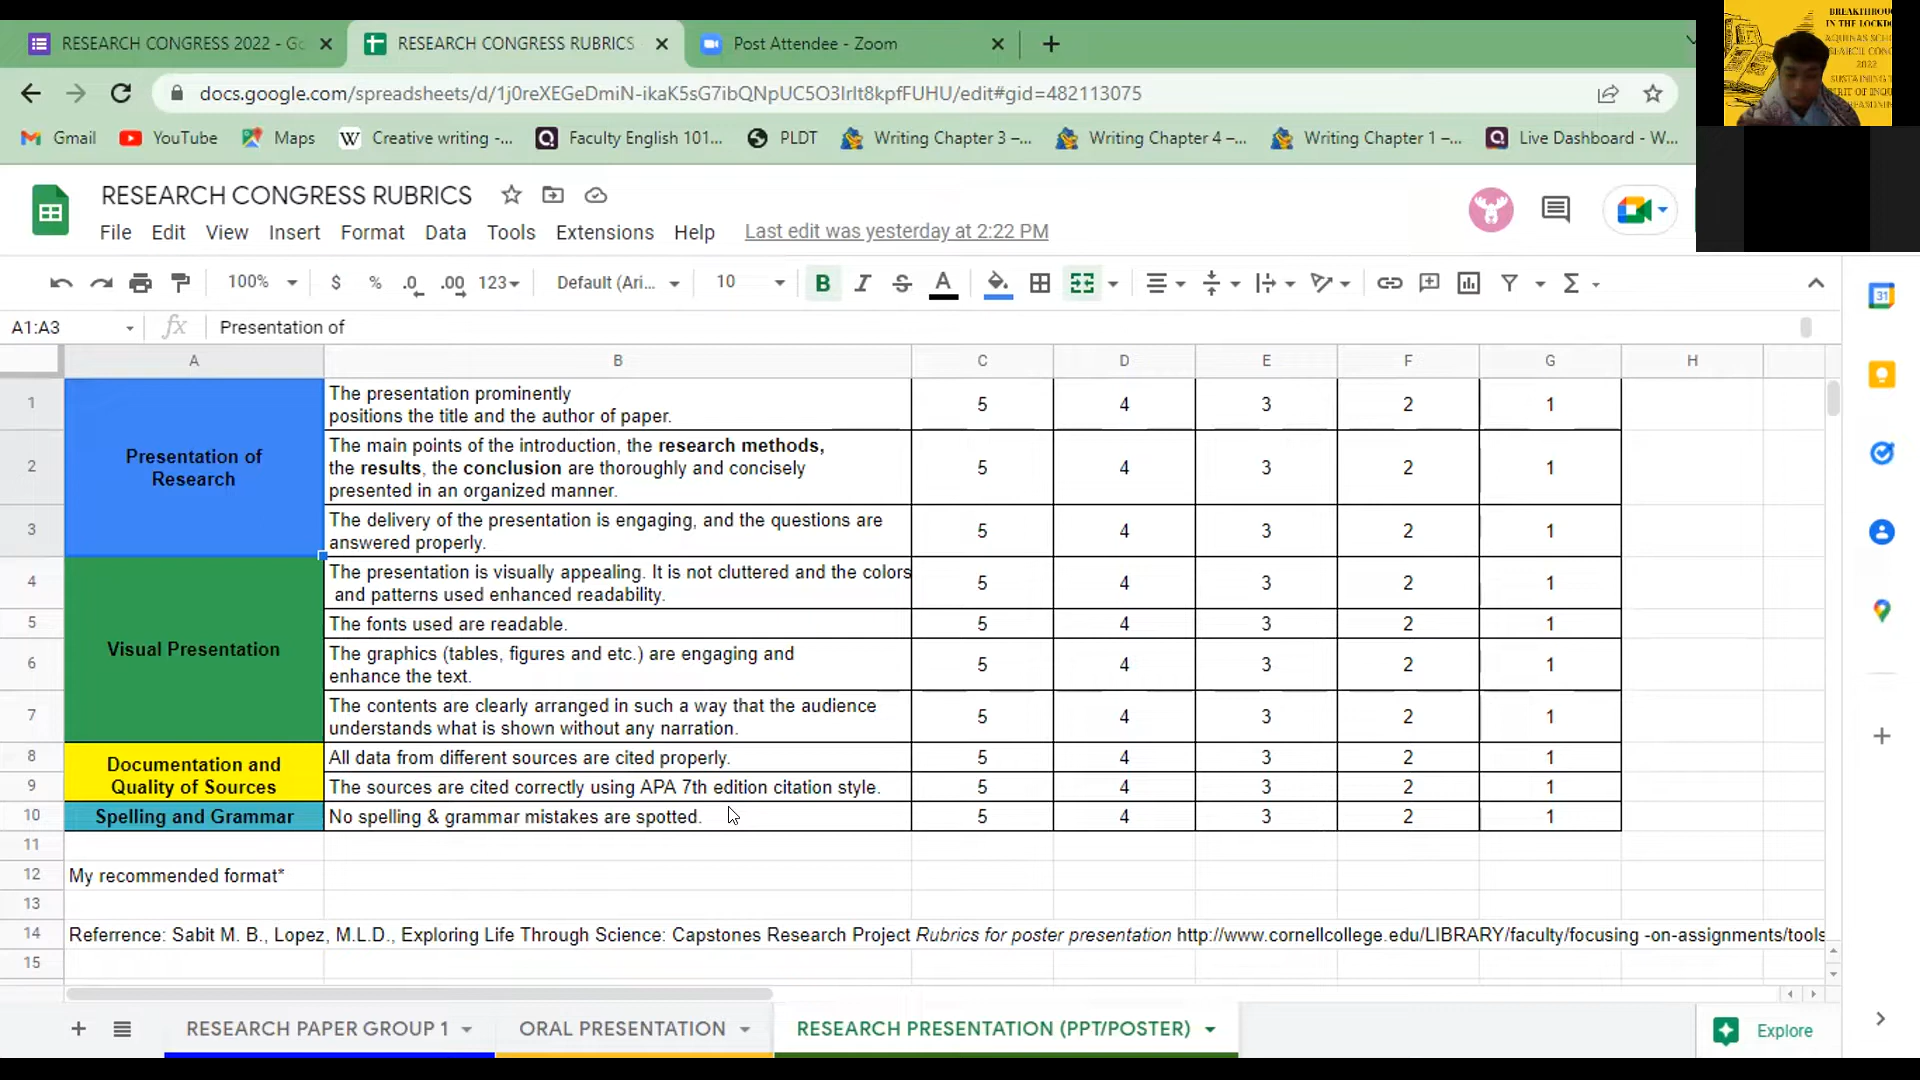 RESEARCH CONGRESS 2022 - Go
RESEARCH CONGRESS RUBRICS
Post Attendee - Zoom
docs.google.com/spreadsheets/d/1j0reXEGeDmiN-ikaK5sG7ibQNpUC5O3lrIt8kpfFUHU/edit#gid=482113075
Gmail YouTube Maps Creative writing -... Faculty English 101... PLDT Writing Chapter 3 –... Writing Chapter 4 –... Writing Chapter 1 –... Live Dashboard - W...
RESEARCH CONGRESS RUBRICS
File Edit View Insert Format Data Tools Extensions Help Last edit was yesterday at 2:22 PM
100% $ % .0 .00 123 Default (Ari... 10 B I S A
A1:A3 fx Presentation of
A B C D E F G H
1 The presentation prominently
positions the title and the author of paper. 5 4 3 2 1
Presentation of
Research
2 The main points of the introduction, the research methods,
the results, the conclusion are thoroughly and concisely 5 4 3 2 1
presented in an organized manner.
3 The delivery of the presentation is engaging, and the questions are
answered properly. 5 4 3 2 1
4 The presentation is visually appealing. It is not cluttered and the colors
and patterns used enhanced readability. 5 4 3 2 1
Visual Presentation
5 The fonts used are readable. 5 4 3 2 1
6 The graphics (tables, figures and etc.) are engaging and
enhance the text. 5 4 3 2 1
7 The contents are clearly arranged in such a way that the audience
understands what is shown without any narration. 5 4 3 2 1
Documentation and
Quality of Sources
8 All data from different sources are cited properly. 5 4 3 2 1
9 The sources are cited correctly using APA 7th edition citation style. 5 4 3 2 1
10 Spelling and Grammar No spelling & grammar mistakes are spotted. 5 4 3 2 1
11
12 My recommended format*
13
14 Referrence: Sabit M. B., Lopez, M.L.D., Exploring Life Through Science: Capstones Research Project Rubrics for poster presentation http://www.cornellcollege.edu/LIBRARY/faculty/focusing -on-assignments/tools
15
RESEARCH PAPER GROUP 1 ORAL PRESENTATION RESEARCH PRESENTATION (PPT/POSTER) Explore
31
IN THE LOCKD
2022